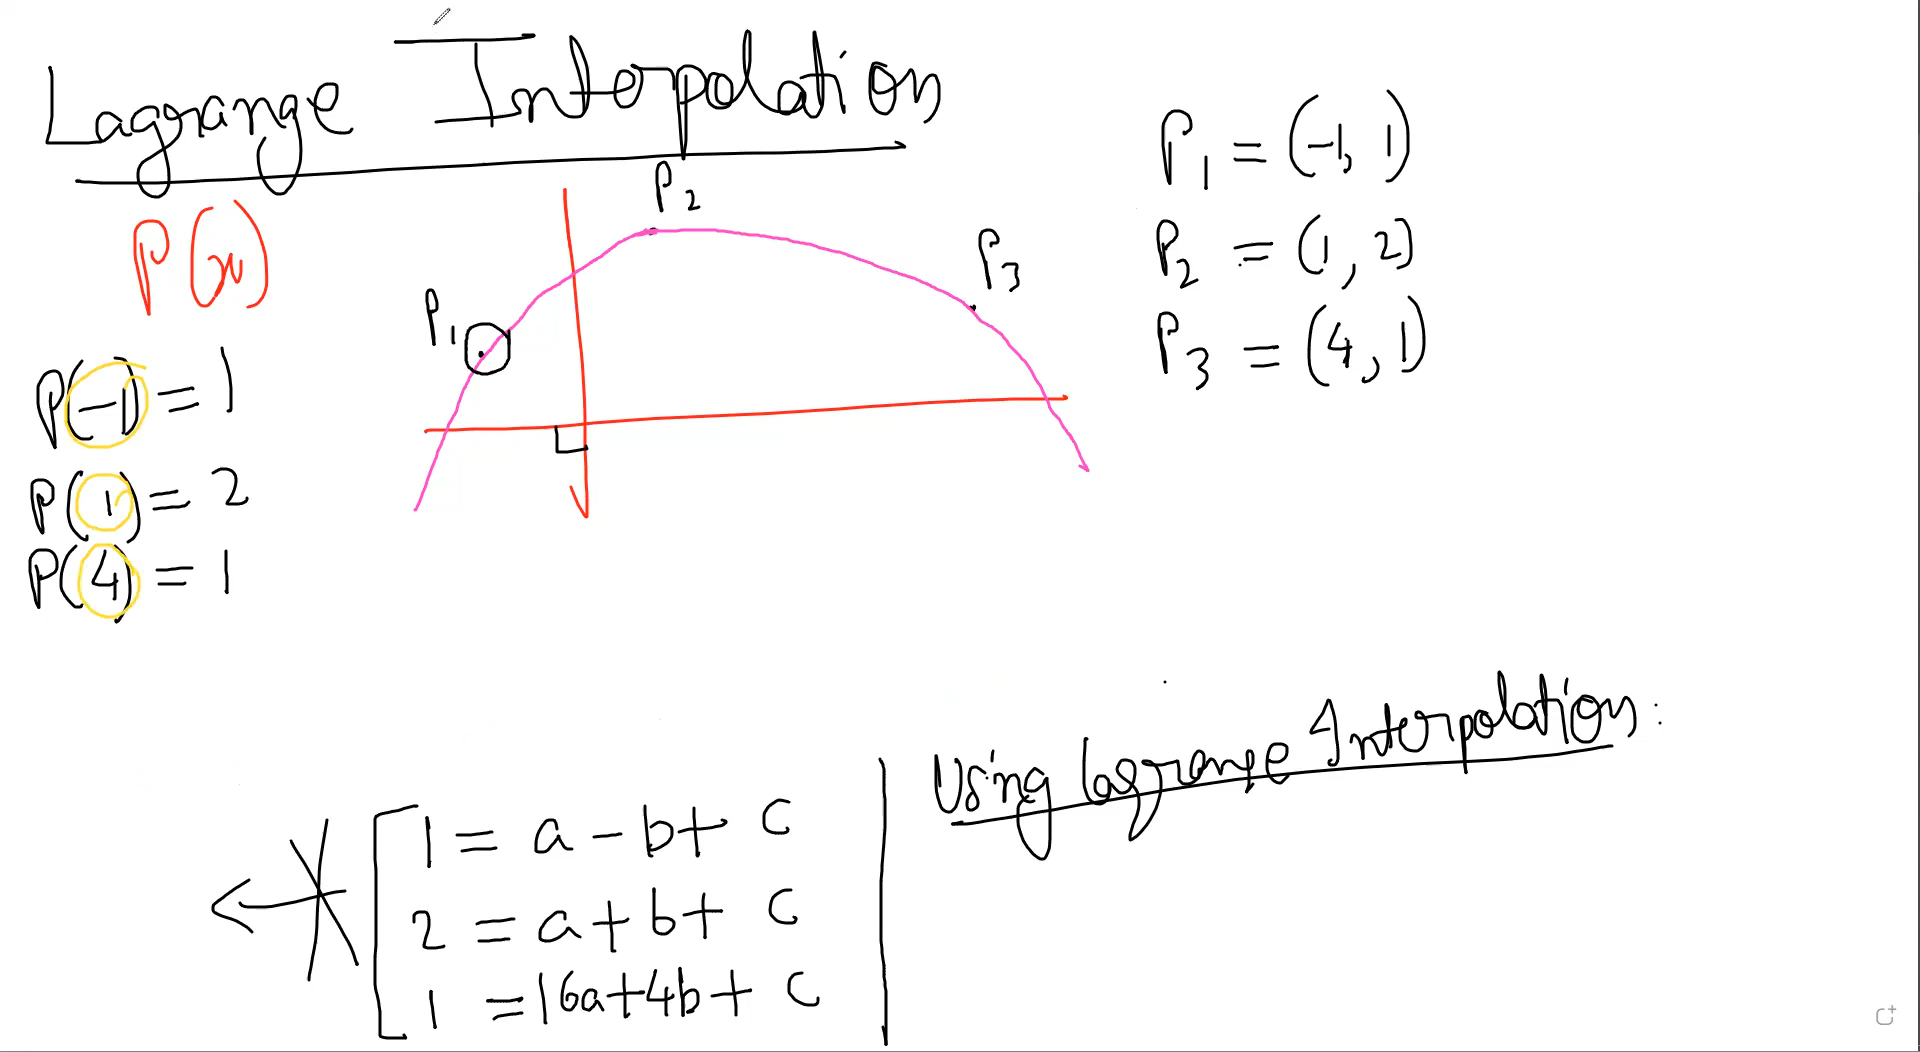 Lagrange Interpolation
P(x)
P(-1) = 1
P(1) = 2
P(4) = 1
P1
P2
P3
P1 = (-1, 1)
P2 = (1, 2)
P3 = (4, 1)
1 = a - b + c
2 = a + b + c
1 = 16a + 4b + c
Using Lagrange Interpolation: